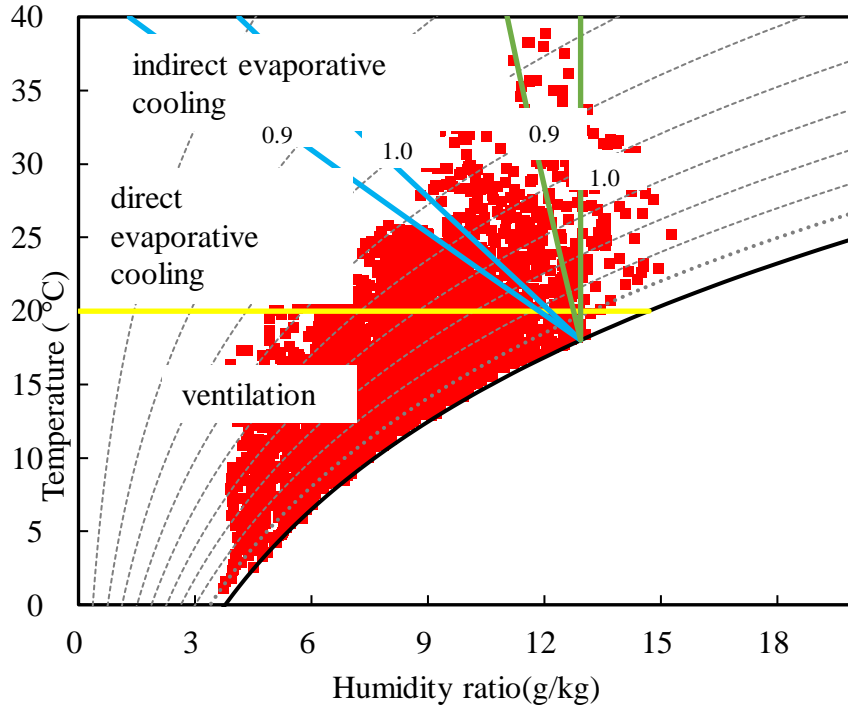 40
35
30
25
20
15
10
5
0
Temperature ( °C)
indirect evaporative
cooling
0.9
1.0
0.9
1.0
direct
evaporative
cooling
ventilation
0 3 6 9 12 15 18
Humidity ratio(g/kg)